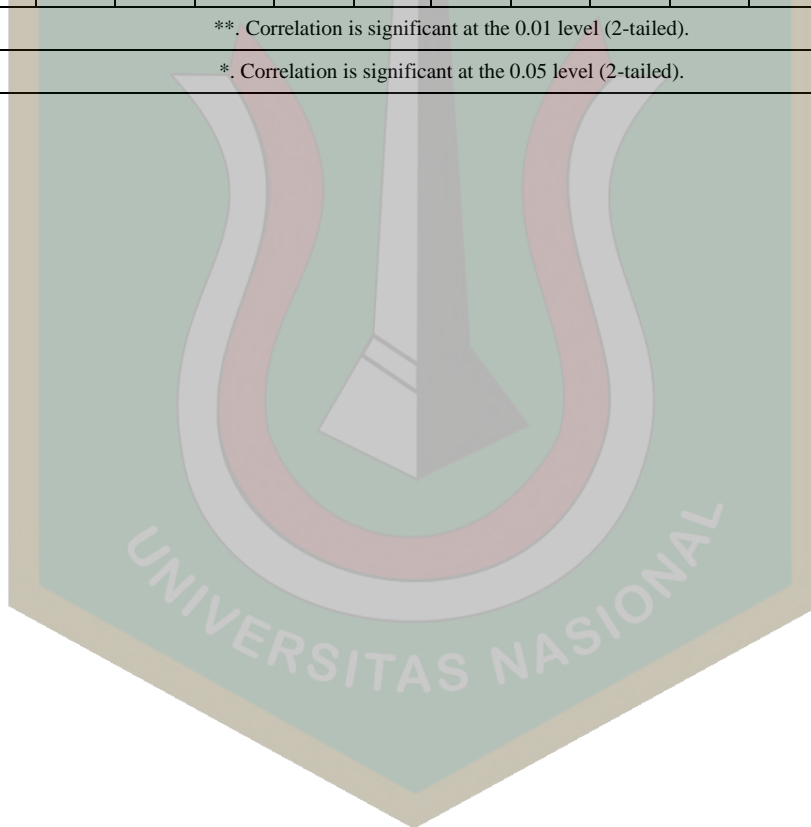 **. Correlation is significant at the 0.01 level (2-tailed).
*. Correlation is significant at the 0.05 level (2-tailed).
UNIVERSITAS NASIONAL